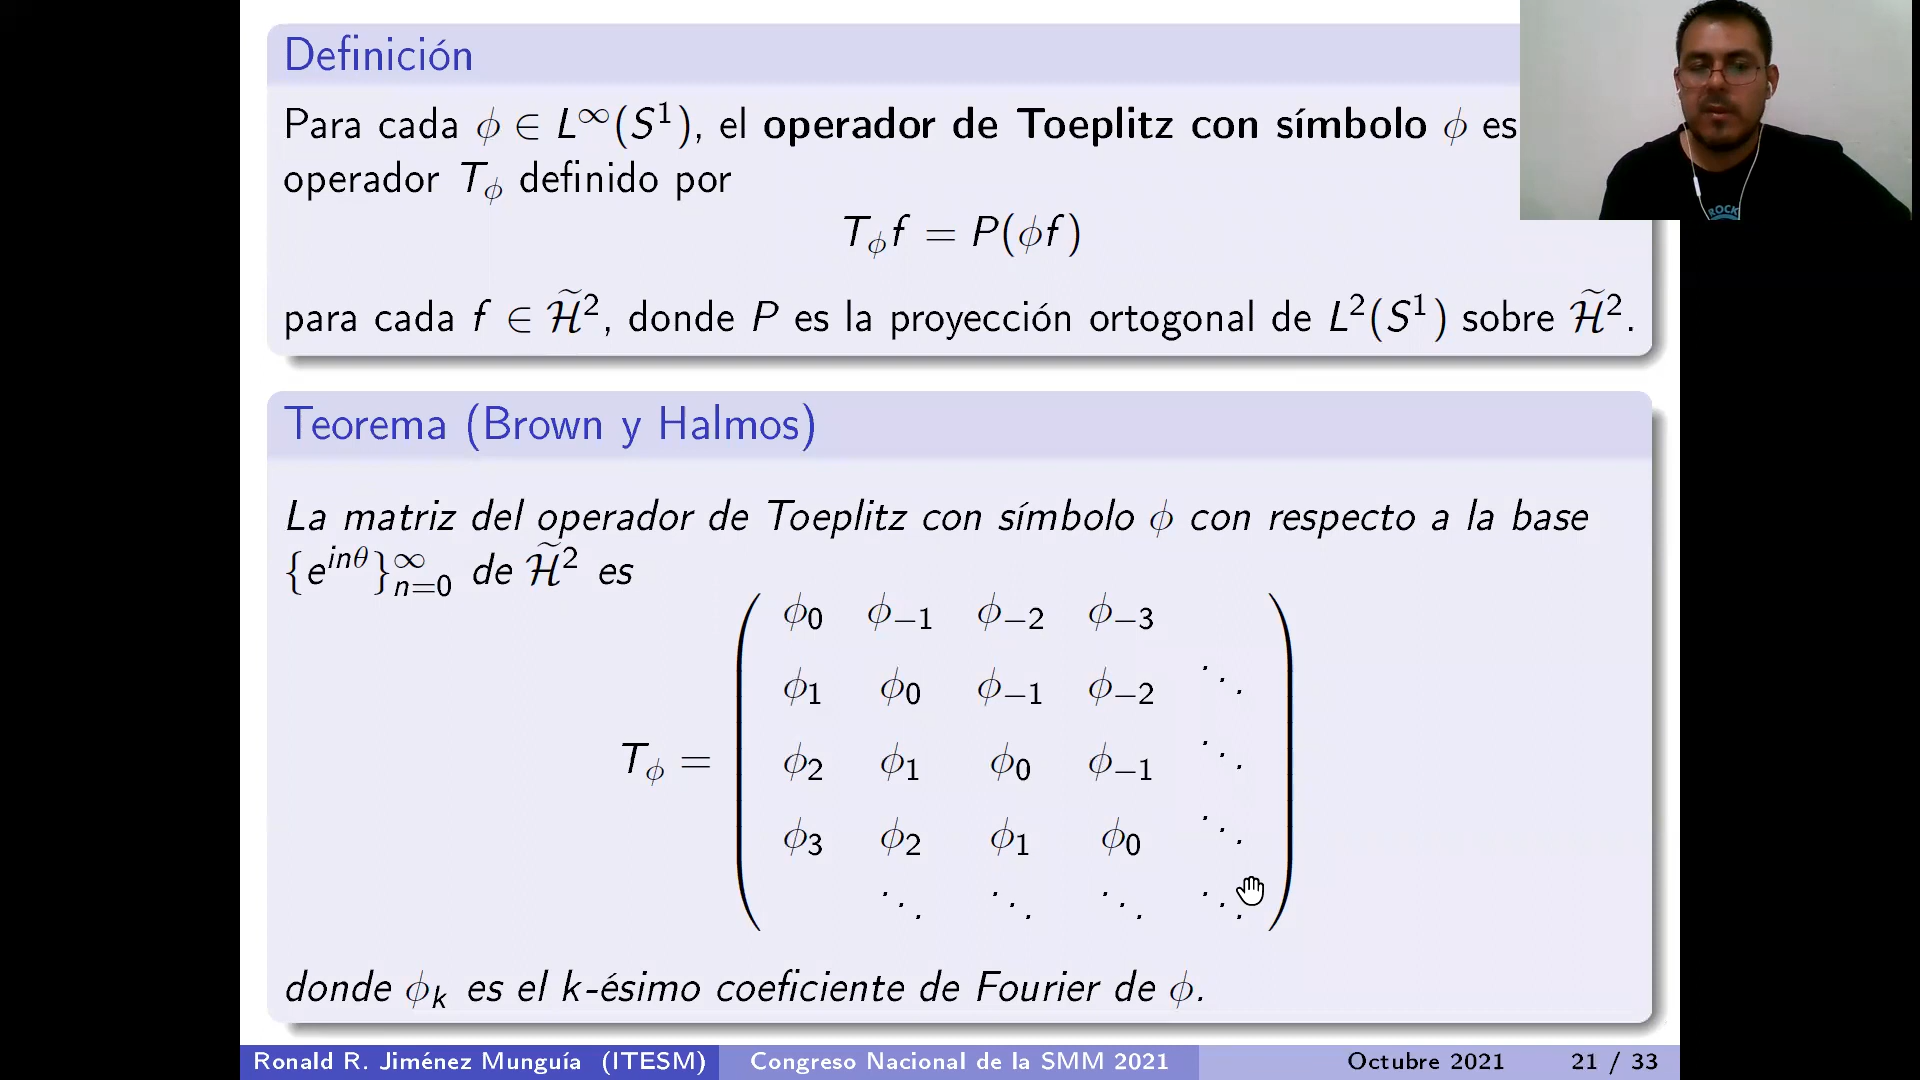 Definición
Para cada ϕ ∈ L^∞(S^1), el operador de Toeplitz con símbolo ϕ es
operador T_ϕ definido por
T_ϕ f = P(ϕf)
para cada f ∈ \widetilde{H}^2, donde P es la proyección ortogonal de L^2(S^1) sobre \widetilde{H}^2.
Teorema (Brown y Halmos)
La matriz del operador de Toeplitz con símbolo ϕ con respecto a la base
{e^{inθ}}_{n=0}^∞ de \widetilde{H}^2 es
ϕ_0 ϕ_{−1} ϕ_{−2} ϕ_{−3}
ϕ_1 ϕ_0 ϕ_{−1} ϕ_{−2} ⋱
T_ϕ = ϕ_2 ϕ_1 ϕ_0 ϕ_{−1} ⋱
ϕ_3 ϕ_2 ϕ_1 ϕ_0 ⋱
⋱ ⋱ ⋱ ⋱
donde ϕ_k es el k-ésimo coeficiente de Fourier de ϕ.
Ronald R. Jiménez Munguía (ITESM) Congreso Nacional de la SMM 2021 Octubre 2021 21 / 33
ROCK